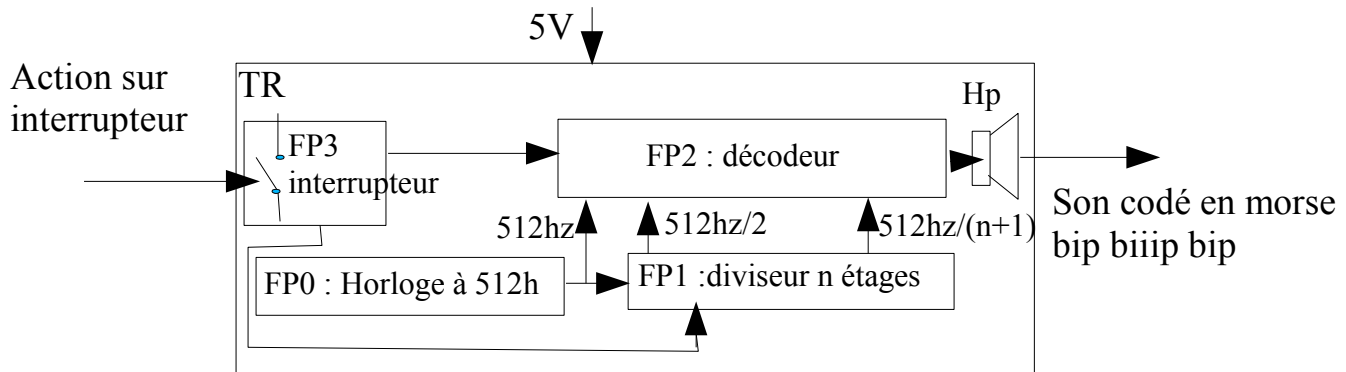 5V
Action sur
interrupteur
TR
Hp
FP3
interrupteur
FP2 : décodeur
512hz
512hz/2
512hz/(n+1)
Son codé en morse
bip biiip bip
FP0 : Horloge à 512h
FP1 :diviseur n étages